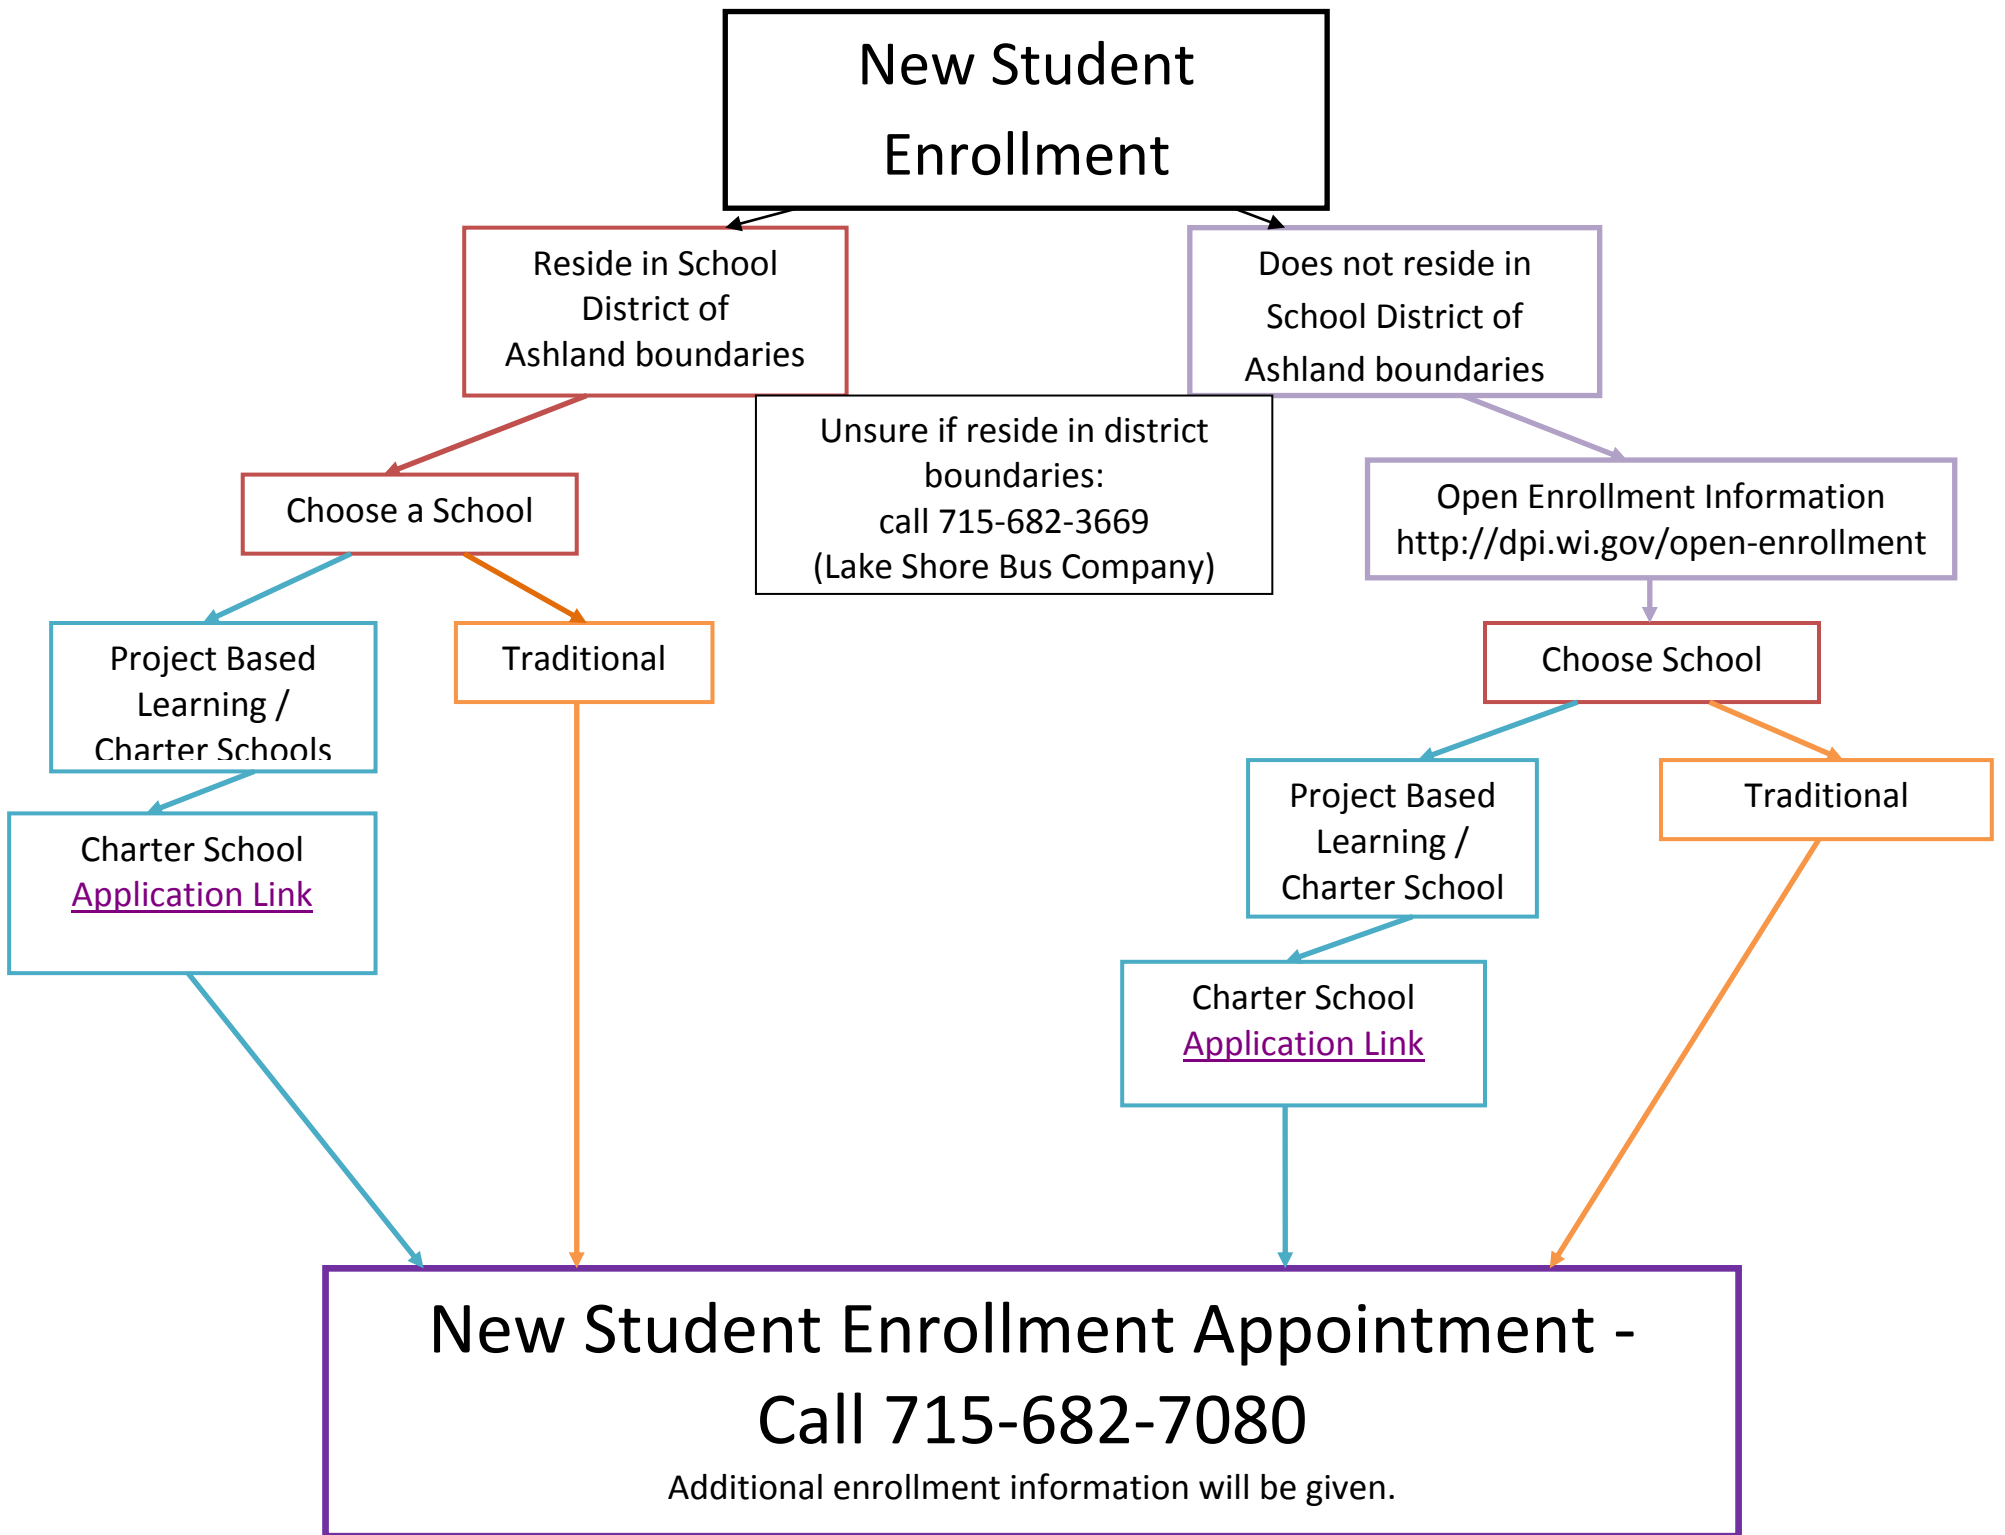 New Student
Enrollment
Reside in School
District of
Ashland boundaries
Does not reside in
School District of
Ashland boundaries
Unsure if reside in district
boundaries:
call 715-682-3669
(Lake Shore Bus Company)
Choose a School
Open Enrollment Information
http://dpi.wi.gov/open-enrollment
Project Based
Learning /
Charter Schools
Traditional
Choose School
Charter School
Application Link
Project Based
Learning /
Charter School
Traditional
Charter School
Application Link
New Student Enrollment Appointment -
Call 715-682-7080
Additional enrollment information will be given.